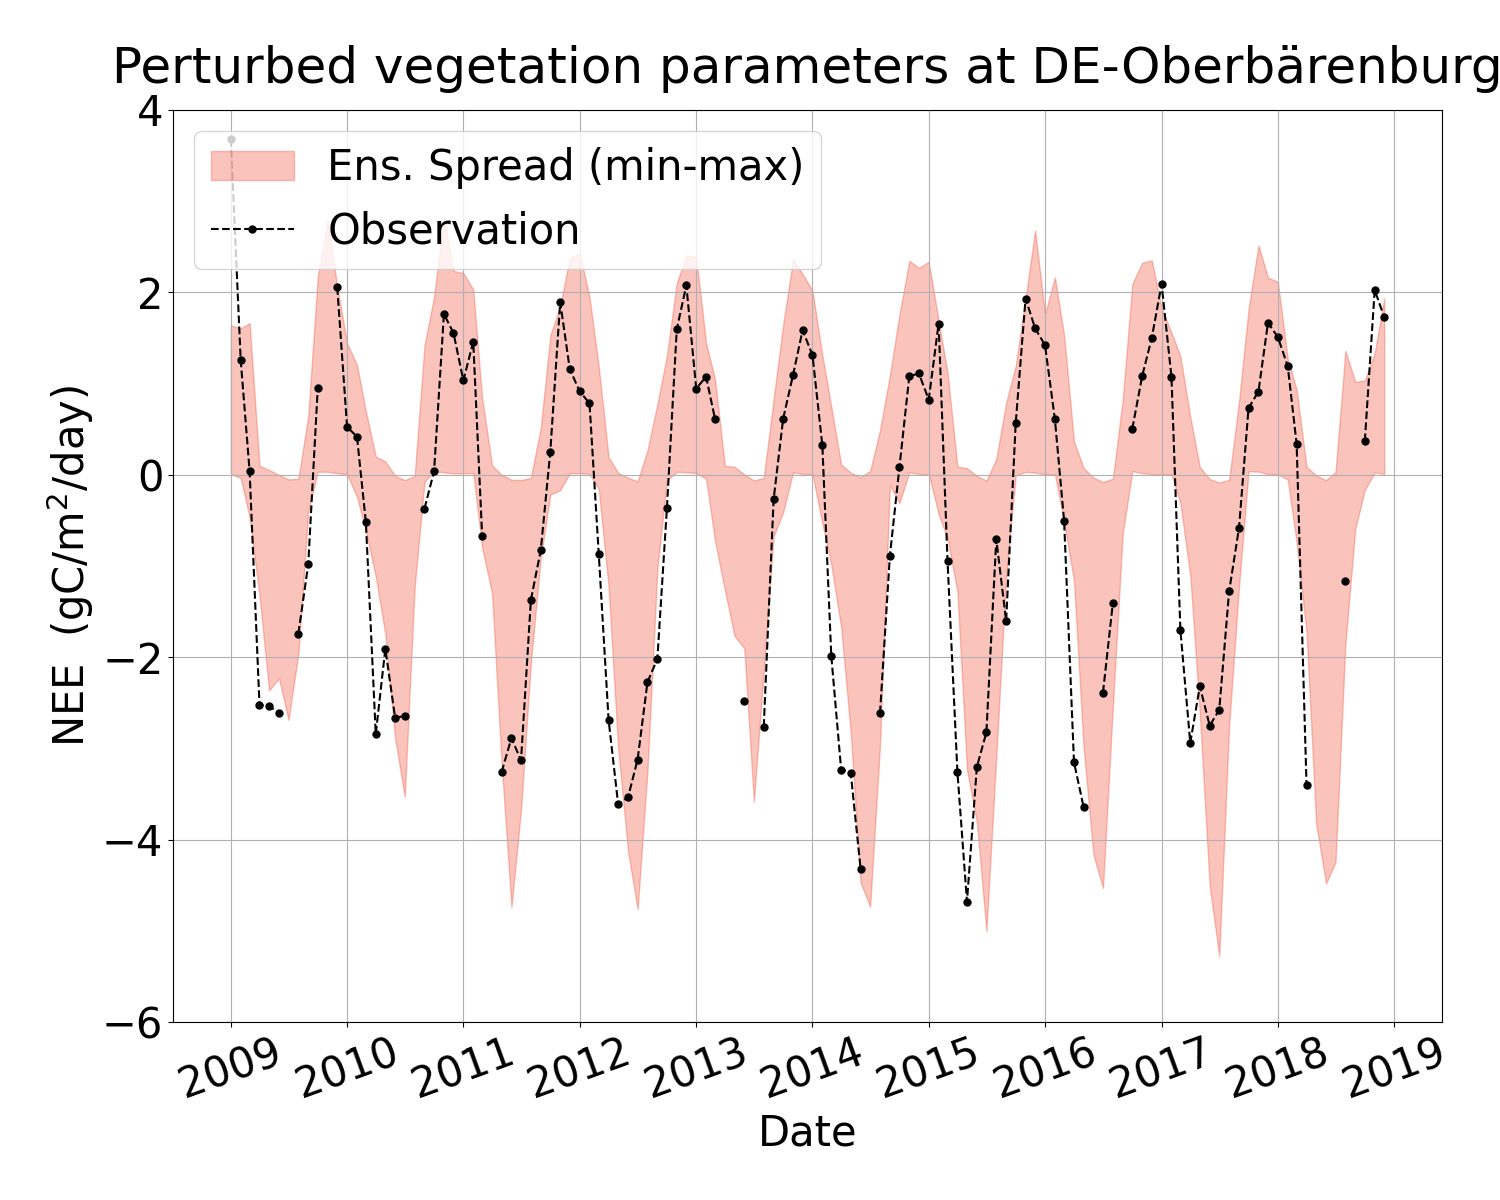 Perturbed vegetation parameters at DE-Oberbärenburg
4
Ens. Spread (min-max)
Observation
2
0
−2
−4
−6
NEE (gC/m²/day)
2009 2010 2011 2012 2013 2014 2015 2016 2017 2018 2019
Date